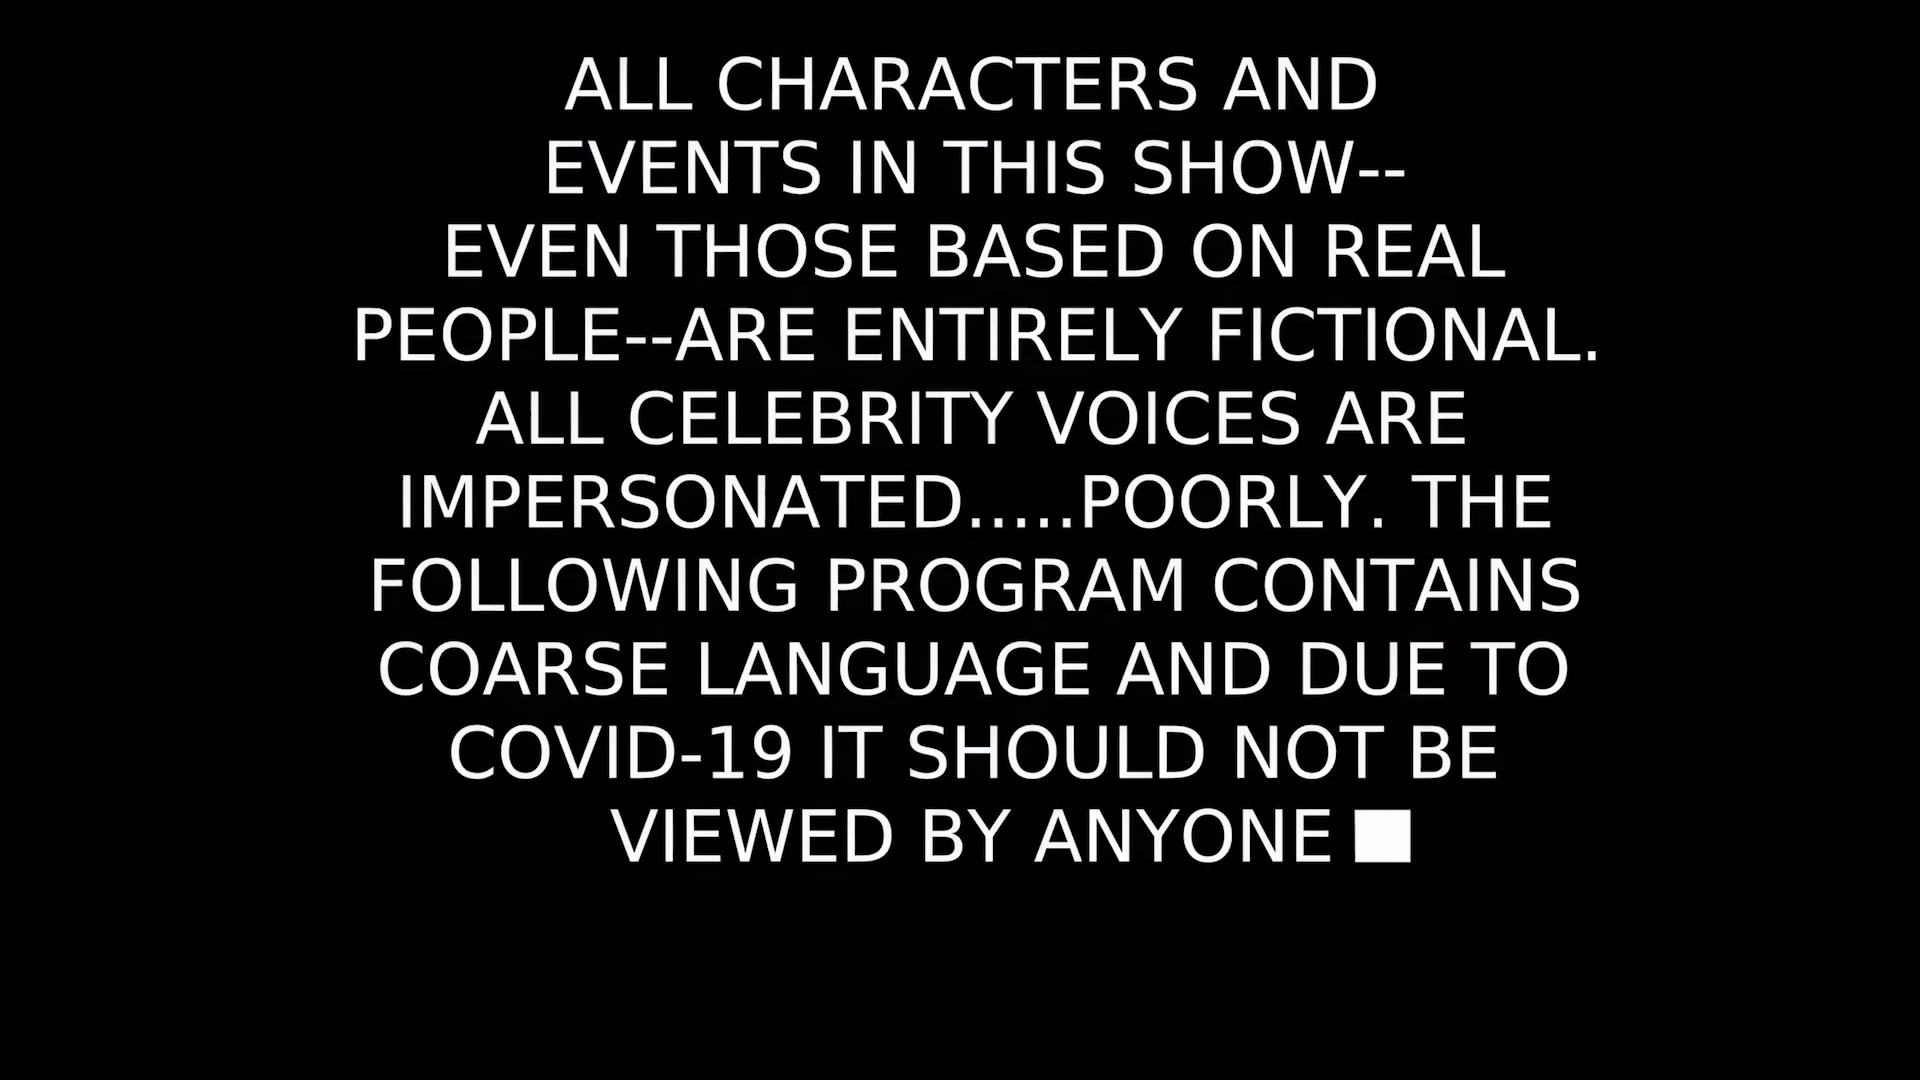 ALL CHARACTERS AND
EVENTS IN THIS SHOW--
EVEN THOSE BASED ON REAL
PEOPLE--ARE ENTIRELY FICTIONAL.
ALL CELEBRITY VOICES ARE
IMPERSONATED.....POORLY. THE
FOLLOWING PROGRAM CONTAINS
COARSE LANGUAGE AND DUE TO
COVID-19 IT SHOULD NOT BE
VIEWED BY ANYONE ■